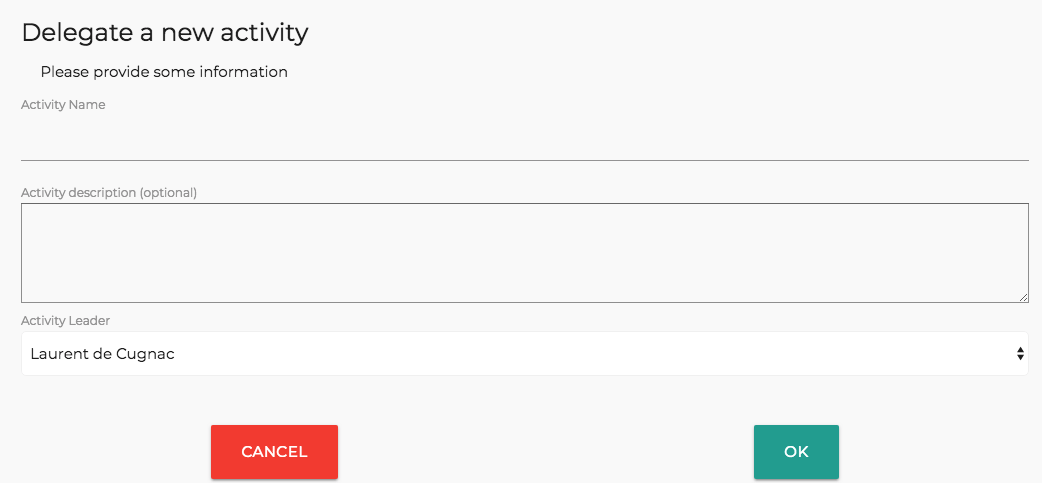 Delegate a new activity
Please provide some information
Activity Name
Activity description (optional)
Activity Leader
Laurent de Cugnac
CANCEL
OK